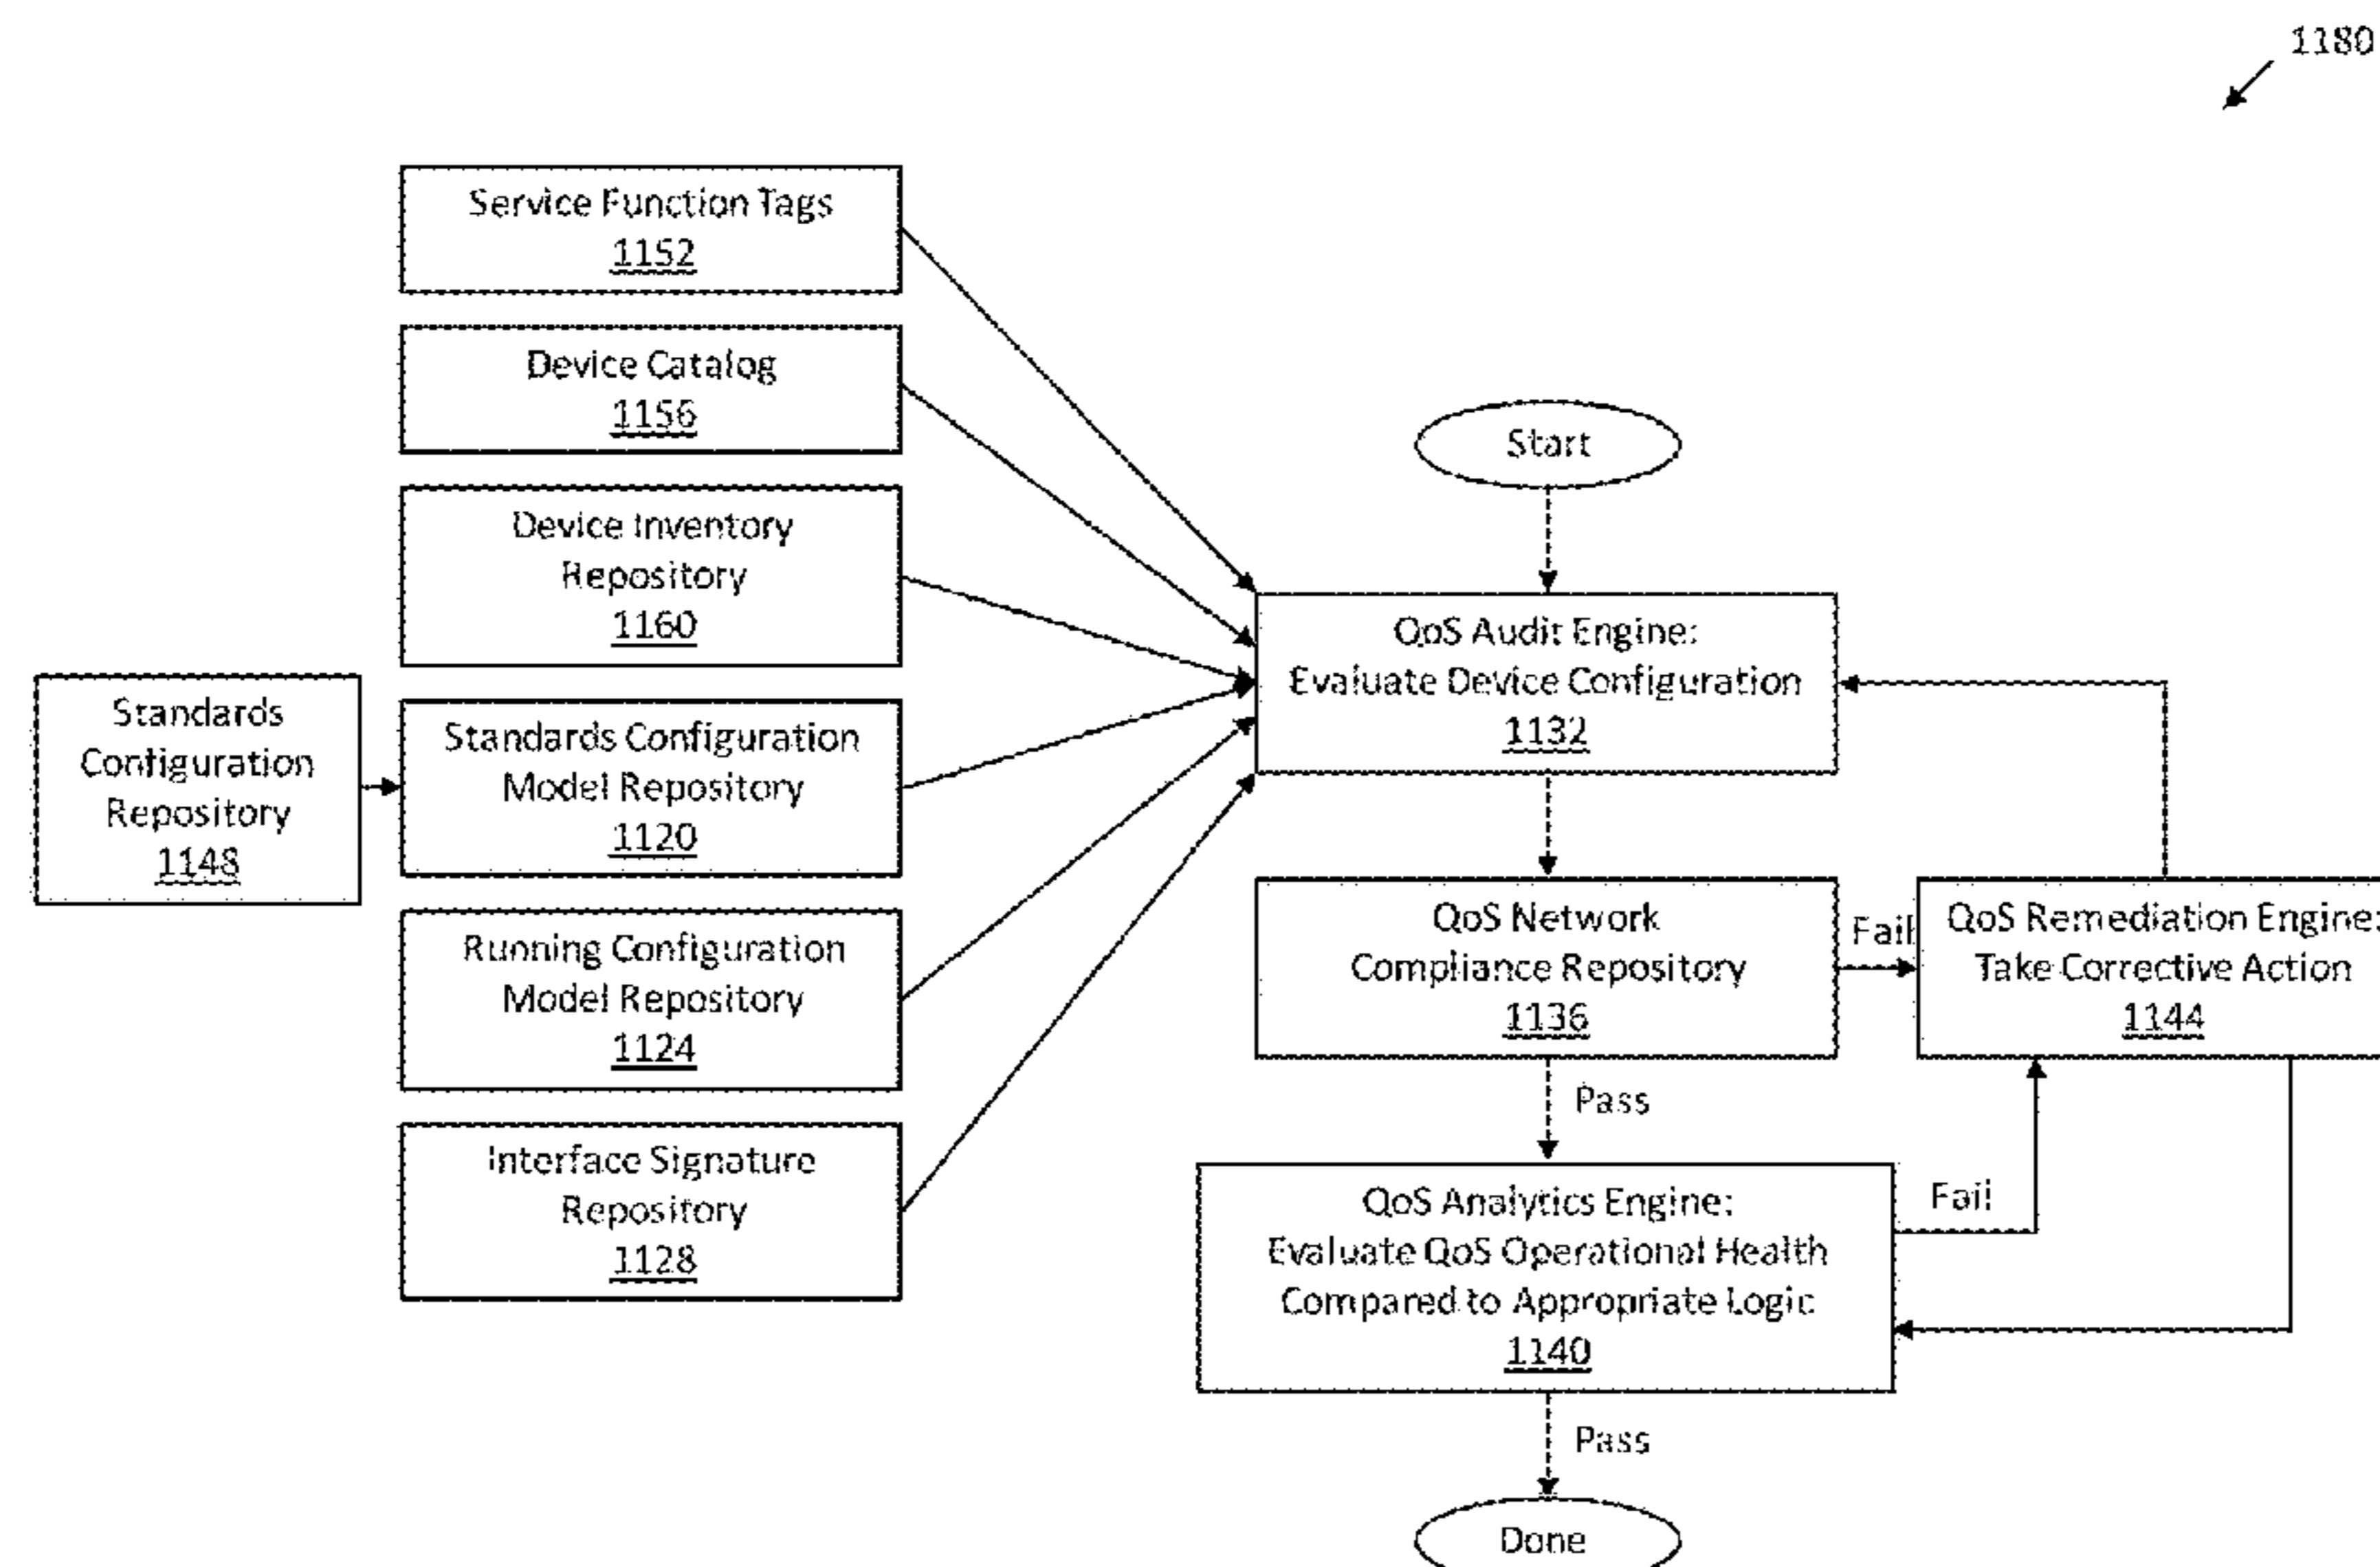 1180
Service Function Tags
1152
Device Catalog
1156
Device Inventory
Repository
1160
Standards
Configuration
Repository
1148
Standards Configuration
Model Repository
1120
Running Configuration
Model Repository
1124
Interface Signature
Repository
1128
Start
QoS Audit Engine:
Evaluate Device Configuration
1132
QoS Network
Compliance Repository
1136
Fail
QoS Remediation Engine:
Take Corrective Action
1144
Pass
QoS Analytics Engine:
Evaluate QoS Operational Health
Compared to Appropriate Logic
1140
Fail
Pass
Done